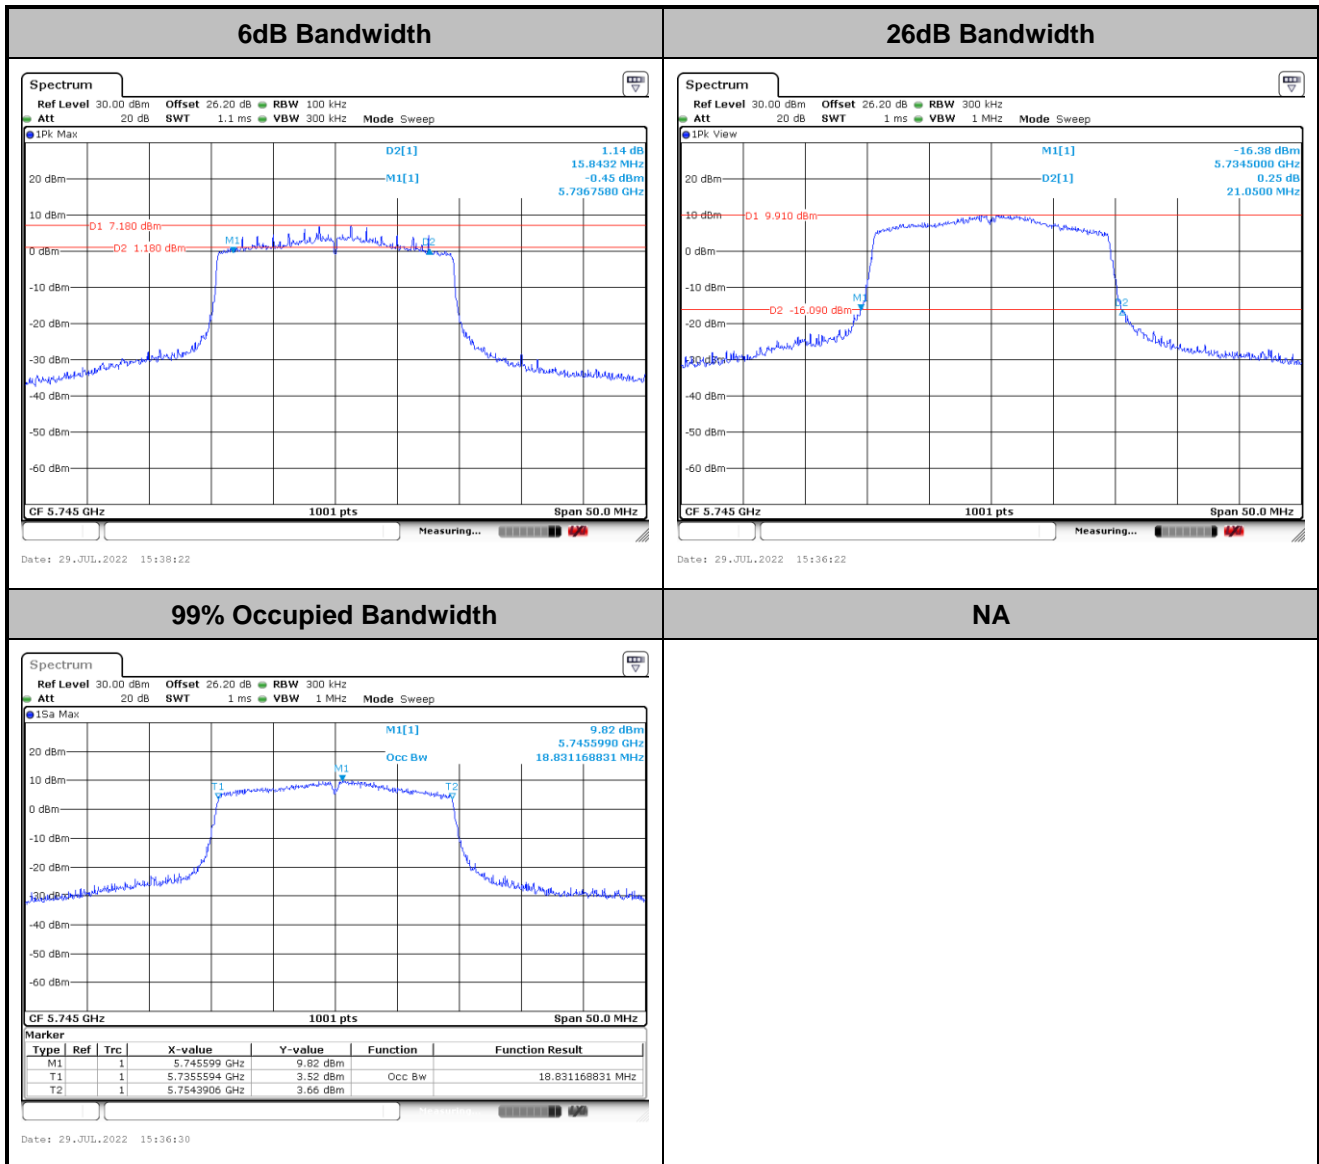 6dB Bandwidth
26dB Bandwidth
Spectrum
Ref Level 30.00 dBm Offset 26.20 dB RBW 100 kHz
Att 20 dB SWT 1.1 ms VBW 300 kHz Mode Sweep
1Pk Max
D2[1] 1.14 dB
15.8432 MHz
M1[1] -0.45 dBm
5.7367580 GHz
20 dBm
10 dBm
D1 7.180 dBm
M1
D2
D2 1.180 dBm
0 dBm
-10 dBm
-20 dBm
-30 dBm
-40 dBm
-50 dBm
-60 dBm
CF 5.745 GHz 1001 pts Span 50.0 MHz
Measuring...
Date: 29.JUL.2022 15:38:22
Spectrum
Ref Level 30.00 dBm Offset 26.20 dB RBW 300 kHz
Att 20 dB SWT 1 ms VBW 1 MHz Mode Sweep
1Pk View
M1[1] -16.38 dBm
5.7345000 GHz
D2[1] 0.25 dB
21.0500 MHz
20 dBm
10 dBm
D1 9.910 dBm
0 dBm
-10 dBm
M1
D2
D2 -16.090 dBm
-20 dBm
-30 dBm
-40 dBm
-50 dBm
-60 dBm
CF 5.745 GHz 1001 pts Span 50.0 MHz
Measuring...
Date: 29.JUL.2022 15:36:22
99% Occupied Bandwidth
NA
Spectrum
Ref Level 30.00 dBm Offset 26.20 dB RBW 300 kHz
Att 20 dB SWT 1 ms VBW 1 MHz Mode Sweep
1Sa Max
M1[1] 9.82 dBm
5.7455990 GHz
Occ Bw 18.831168831 MHz
20 dBm
M1
10 dBm
T1
T2
0 dBm
-10 dBm
-20 dBm
-30 dBm
-40 dBm
-50 dBm
-60 dBm
CF 5.745 GHz 1001 pts Span 50.0 MHz
Marker
Type Ref Trc X-value Y-value Function Function Result
M1 1 5.745599 GHz 9.82 dBm
T1 1 5.7355594 GHz 3.52 dBm Occ Bw 18.831168831 MHz
T2 1 5.7543906 GHz 3.66 dBm
Measuring...
Date: 29.JUL.2022 15:36:30